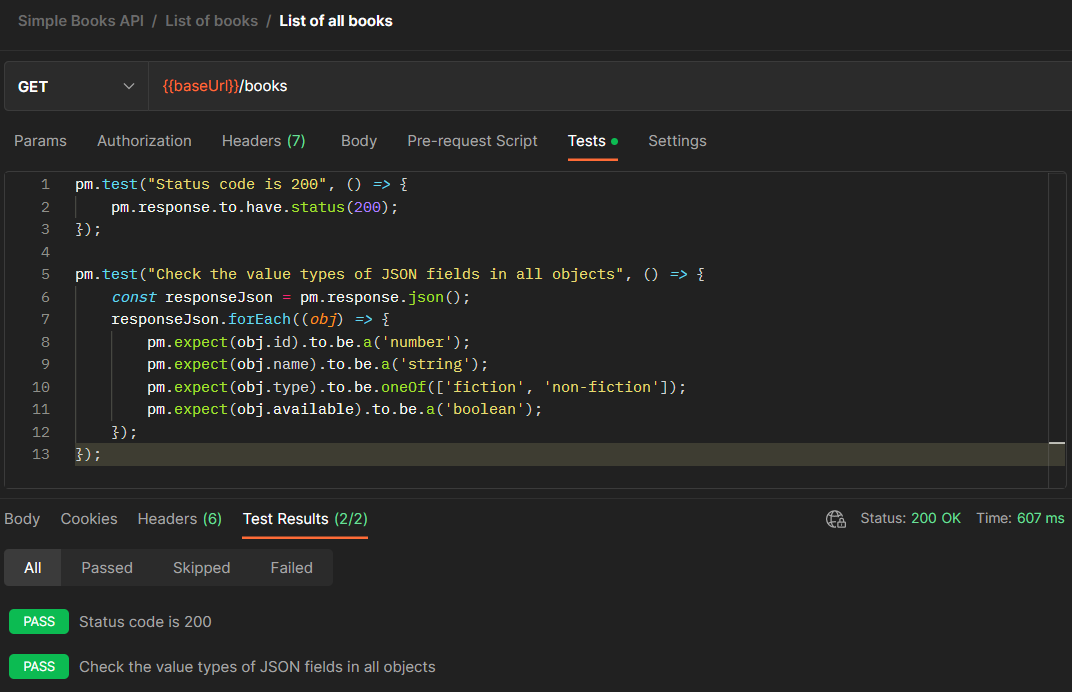 Simple Books API / List of books / List of all books
GET {{baseUrl}}/books
Params Authorization Headers (7) Body Pre-request Script Tests Settings
1 pm.test("Status code is 200", () => {
2     pm.response.to.have.status(200);
3 });
4
5 pm.test("Check the value types of JSON fields in all objects", () => {
6     const responseJson = pm.response.json();
7     responseJson.forEach((obj) => {
8         pm.expect(obj.id).to.be.a('number');
9         pm.expect(obj.name).to.be.a('string');
10         pm.expect(obj.type).to.be.oneOf(['fiction', 'non-fiction']);
11         pm.expect(obj.available).to.be.a('boolean');
12     });
13 });
Body Cookies Headers (6) Test Results (2/2) Status: 200 OK Time: 607 ms
All Passed Skipped Failed
PASS Status code is 200
PASS Check the value types of JSON fields in all objects